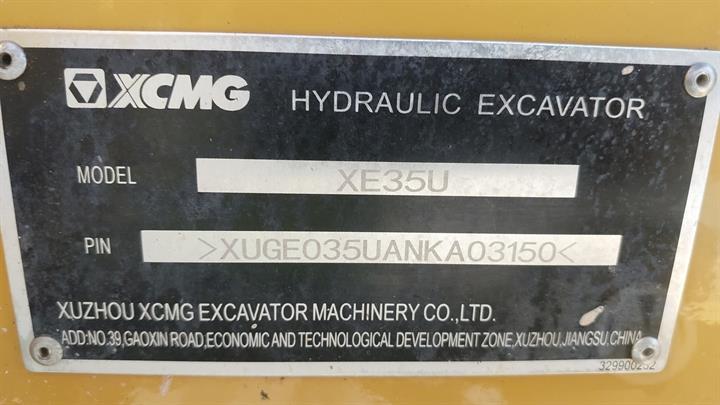 XCMG HYDRAULIC EXCAVATOR
MODEL XE35U
PIN >XUGE035UANKA03150<
XUZHOU XCMG EXCAVATOR MACHINERY CO.,LTD.
ADD:NO.39,GAOXIN ROAD,ECONOMIC AND TECHNOLOGICAL DEVELOPMENT ZONE,XUZHOU,JIANGSU,CHINA
329900252